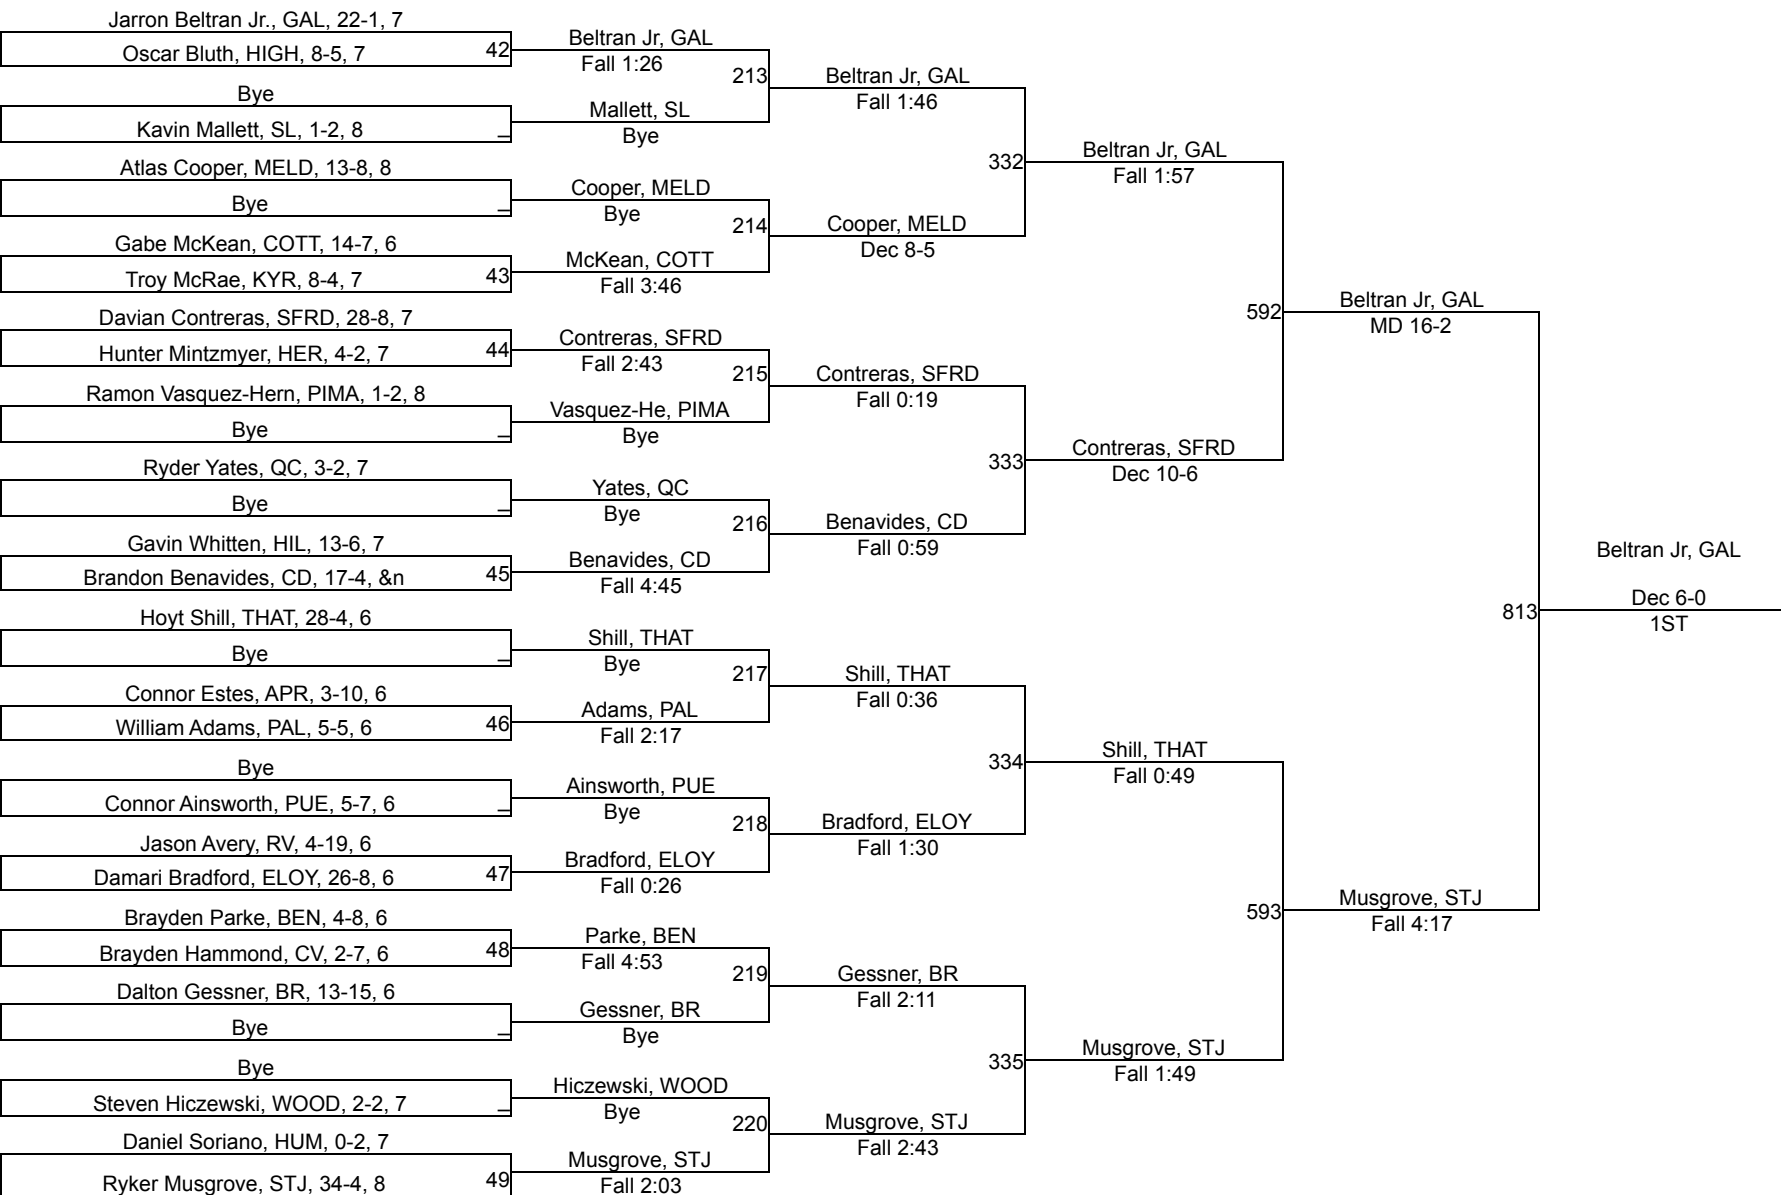 Jarron Beltran Jr., GAL, 22-1, 7
Oscar Bluth, HIGH, 8-5, 7
42
Bye
Kavin Mallett, SL, 1-2, 8
_
Atlas Cooper, MELD, 13-8, 8
Bye
_
Gabe McKean, COTT, 14-7, 6
Troy McRae, KYR, 8-4, 7
43
Davian Contreras, SFRD, 28-8, 7
Hunter Mintzmyer, HER, 4-2, 7
44
Ramon Vasquez-Hern, PIMA, 1-2, 8
Bye
_
Ryder Yates, QC, 3-2, 7
Bye
_
Gavin Whitten, HIL, 13-6, 7
Brandon Benavides, CD, 17-4, &n
45
Hoyt Shill, THAT, 28-4, 6
Bye
_
Connor Estes, APR, 3-10, 6
William Adams, PAL, 5-5, 6
46
Bye
Connor Ainsworth, PUE, 5-7, 6
_
Jason Avery, RV, 4-19, 6
Damari Bradford, ELOY, 26-8, 6
47
Brayden Parke, BEN, 4-8, 6
Brayden Hammond, CV, 2-7, 6
48
Dalton Gessner, BR, 13-15, 6
Bye
_
Bye
Steven Hiczewski, WOOD, 2-2, 7
_
Daniel Soriano, HUM, 0-2, 7
Ryker Musgrove, STJ, 34-4, 8
49
Beltran Jr, GAL
Fall 1:26
213
Mallett, SL
Bye
Cooper, MELD
Bye
214
McKean, COTT
Fall 3:46
Contreras, SFRD
Fall 2:43
215
Vasquez-He, PIMA
Bye
Yates, QC
Bye
216
Benavides, CD
Fall 4:45
Shill, THAT
Bye
217
Adams, PAL
Fall 2:17
Ainsworth, PUE
Bye
218
Bradford, ELOY
Fall 0:26
Parke, BEN
Fall 4:53
219
Gessner, BR
Bye
Hiczewski, WOOD
Bye
220
Musgrove, STJ
Fall 2:03
Beltran Jr, GAL
Fall 1:46
332
Cooper, MELD
Dec 8-5
Contreras, SFRD
Fall 0:19
333
Benavides, CD
Fall 0:59
Shill, THAT
Fall 0:36
334
Bradford, ELOY
Fall 1:30
Gessner, BR
Fall 2:11
335
Musgrove, STJ
Fall 2:43
Beltran Jr, GAL
Fall 1:57
592
Contreras, SFRD
Dec 10-6
Shill, THAT
Fall 0:49
593
Musgrove, STJ
Fall 1:49
Beltran Jr, GAL
MD 16-2
813
Musgrove, STJ
Fall 4:17
Beltran Jr, GAL
Dec 6-0
1ST